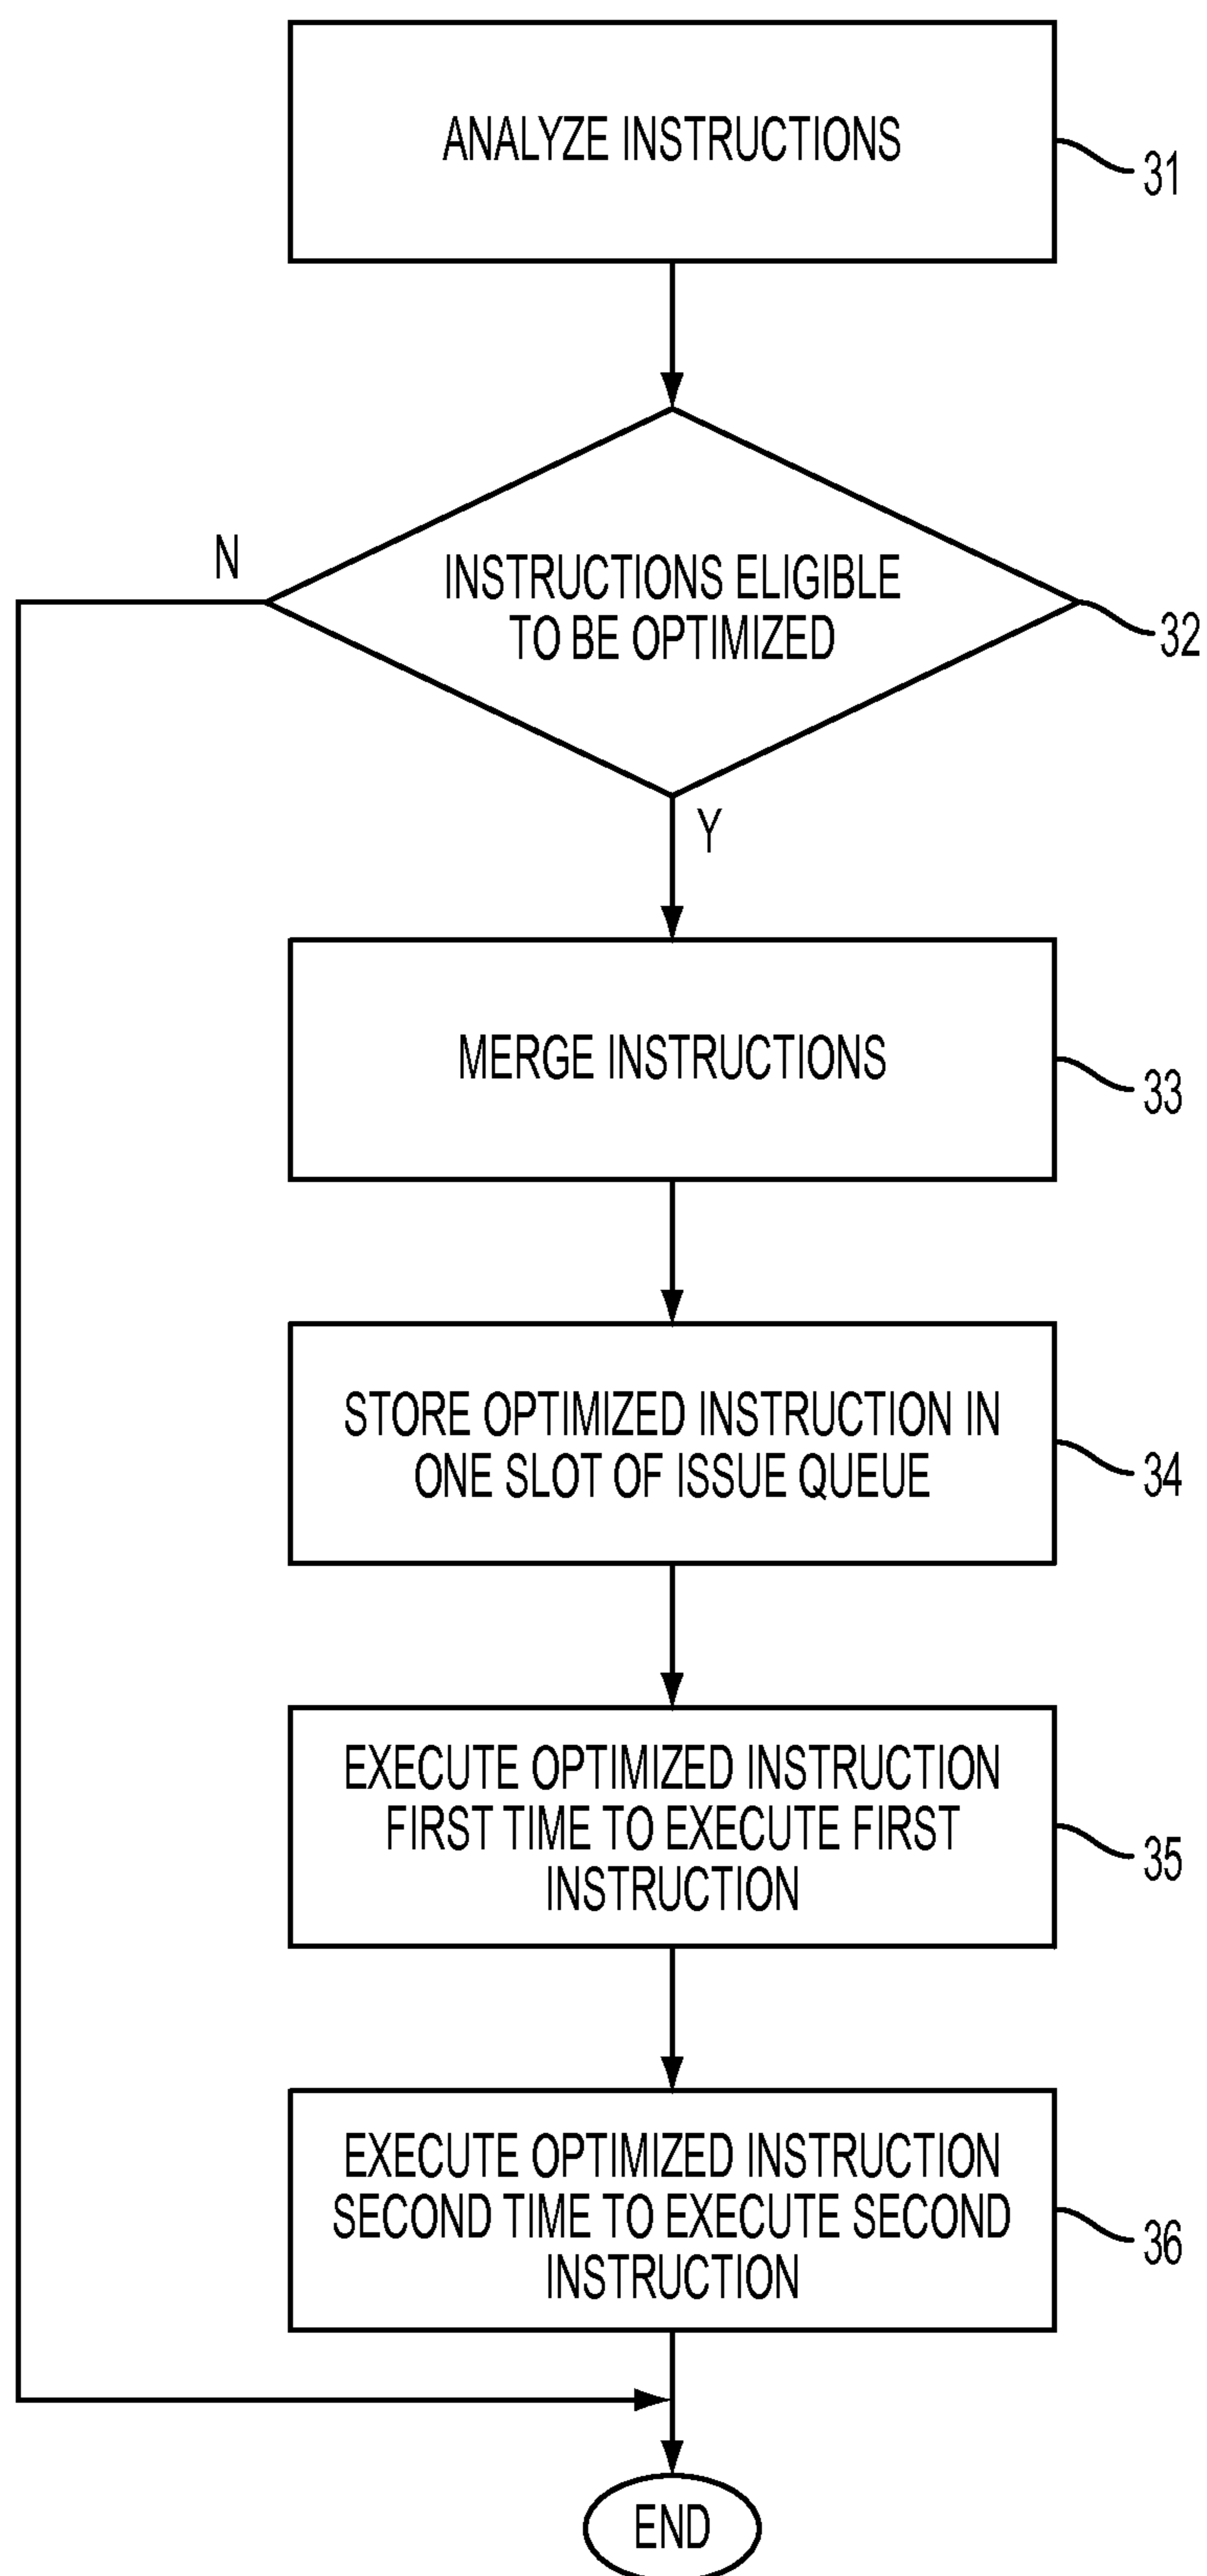 ANALYZE INSTRUCTIONS
31
N
INSTRUCTIONS ELIGIBLE
TO BE OPTIMIZED
32
Y
MERGE INSTRUCTIONS
33
STORE OPTIMIZED INSTRUCTION IN
ONE SLOT OF ISSUE QUEUE
34
EXECUTE OPTIMIZED INSTRUCTION
FIRST TIME TO EXECUTE FIRST
INSTRUCTION
35
EXECUTE OPTIMIZED INSTRUCTION
SECOND TIME TO EXECUTE SECOND
INSTRUCTION
36
END